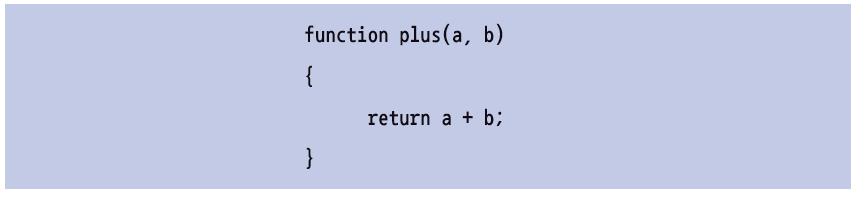 function plus(a, b)
{
return a + b;
}